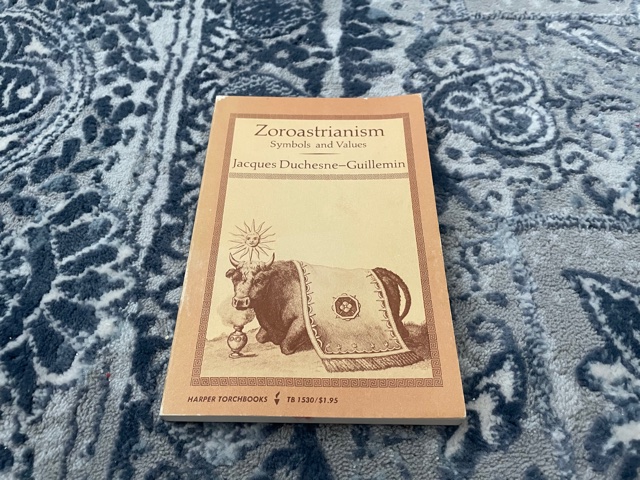 Zoroastrianism
Symbols and Values
Jacques Duchesne–Guillemin
HARPER TORCHBOOKS TB 1530/$1.95